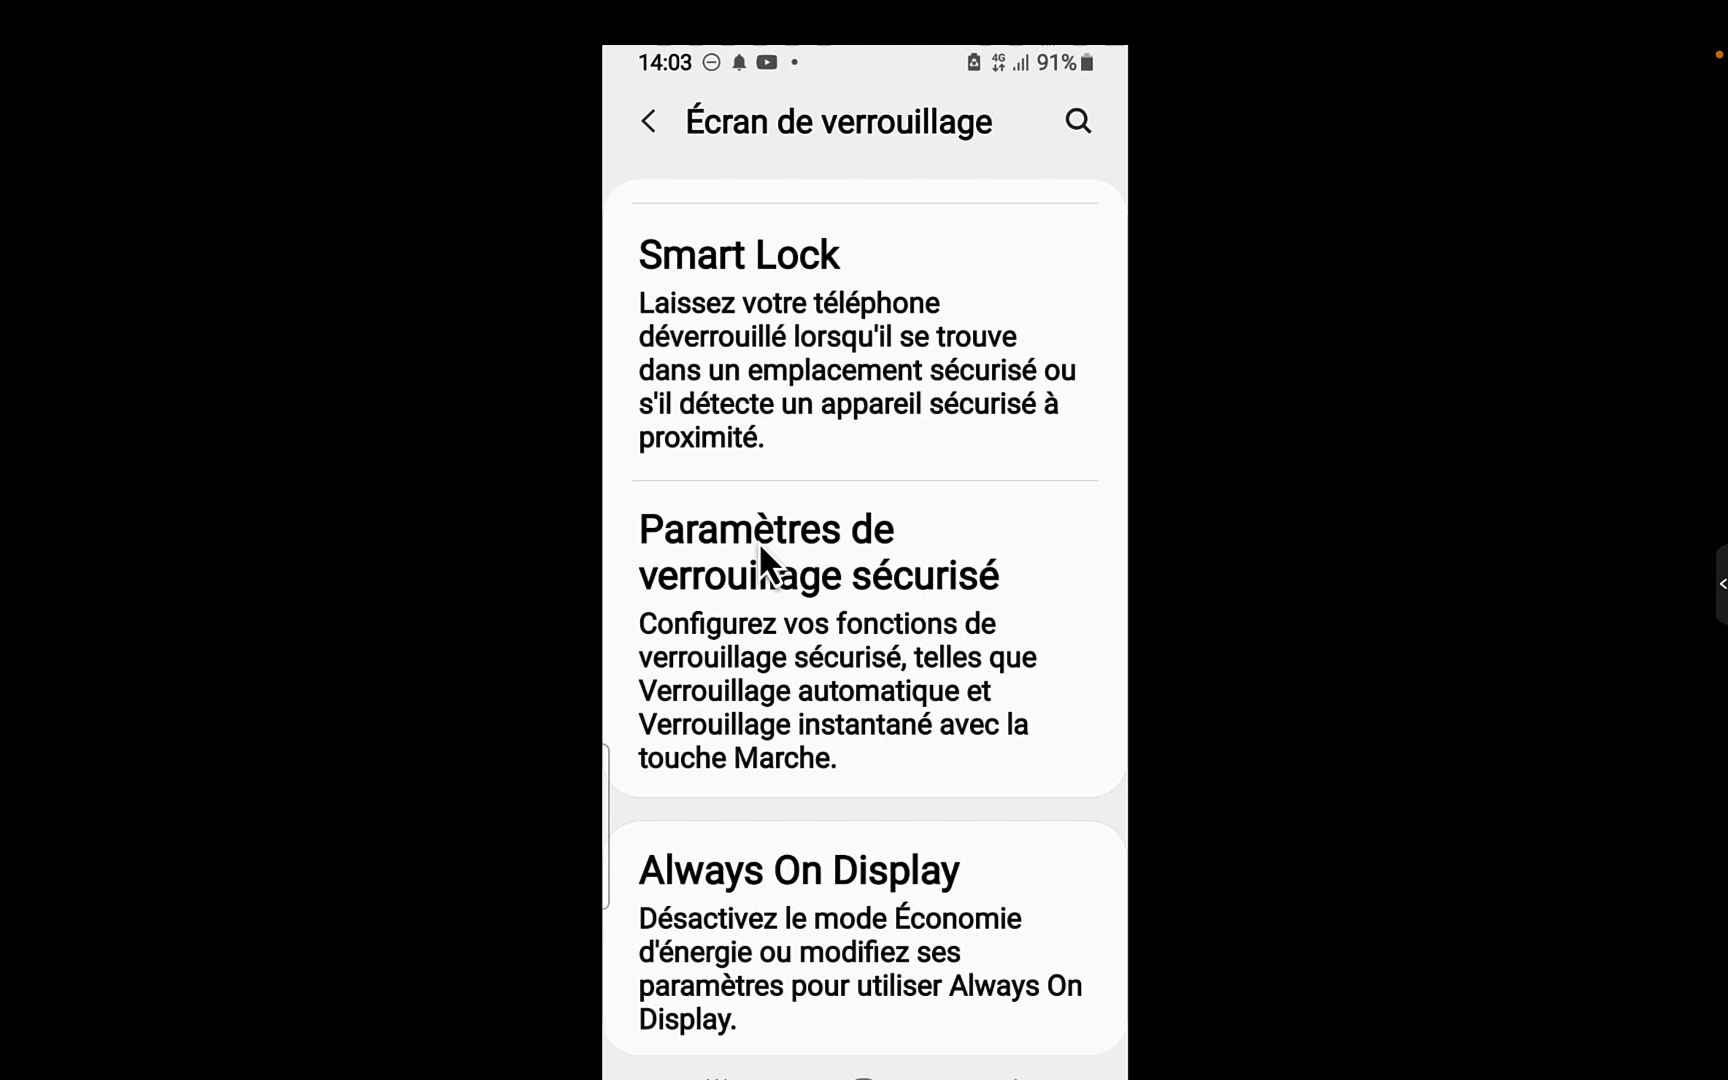 14:03 4G 91%
Écran de verrouillage
Smart Lock
Laissez votre téléphone
déverrouillé lorsqu'il se trouve
dans un emplacement sécurisé ou
s'il détecte un appareil sécurisé à
proximité.
Paramètres de
verrouillage sécurisé
Configurez vos fonctions de
verrouillage sécurisé, telles que
Verrouillage automatique et
Verrouillage instantané avec la
touche Marche.
Always On Display
Désactivez le mode Économie
d'énergie ou modifiez ses
paramètres pour utiliser Always On
Display.